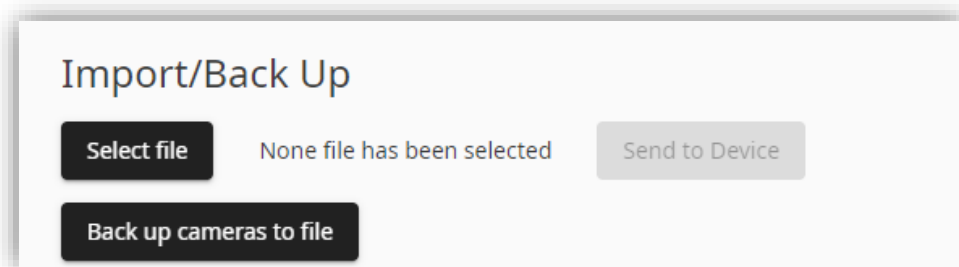 Import/Back Up
Select file None file has been selected Send to Device
Back up cameras to file